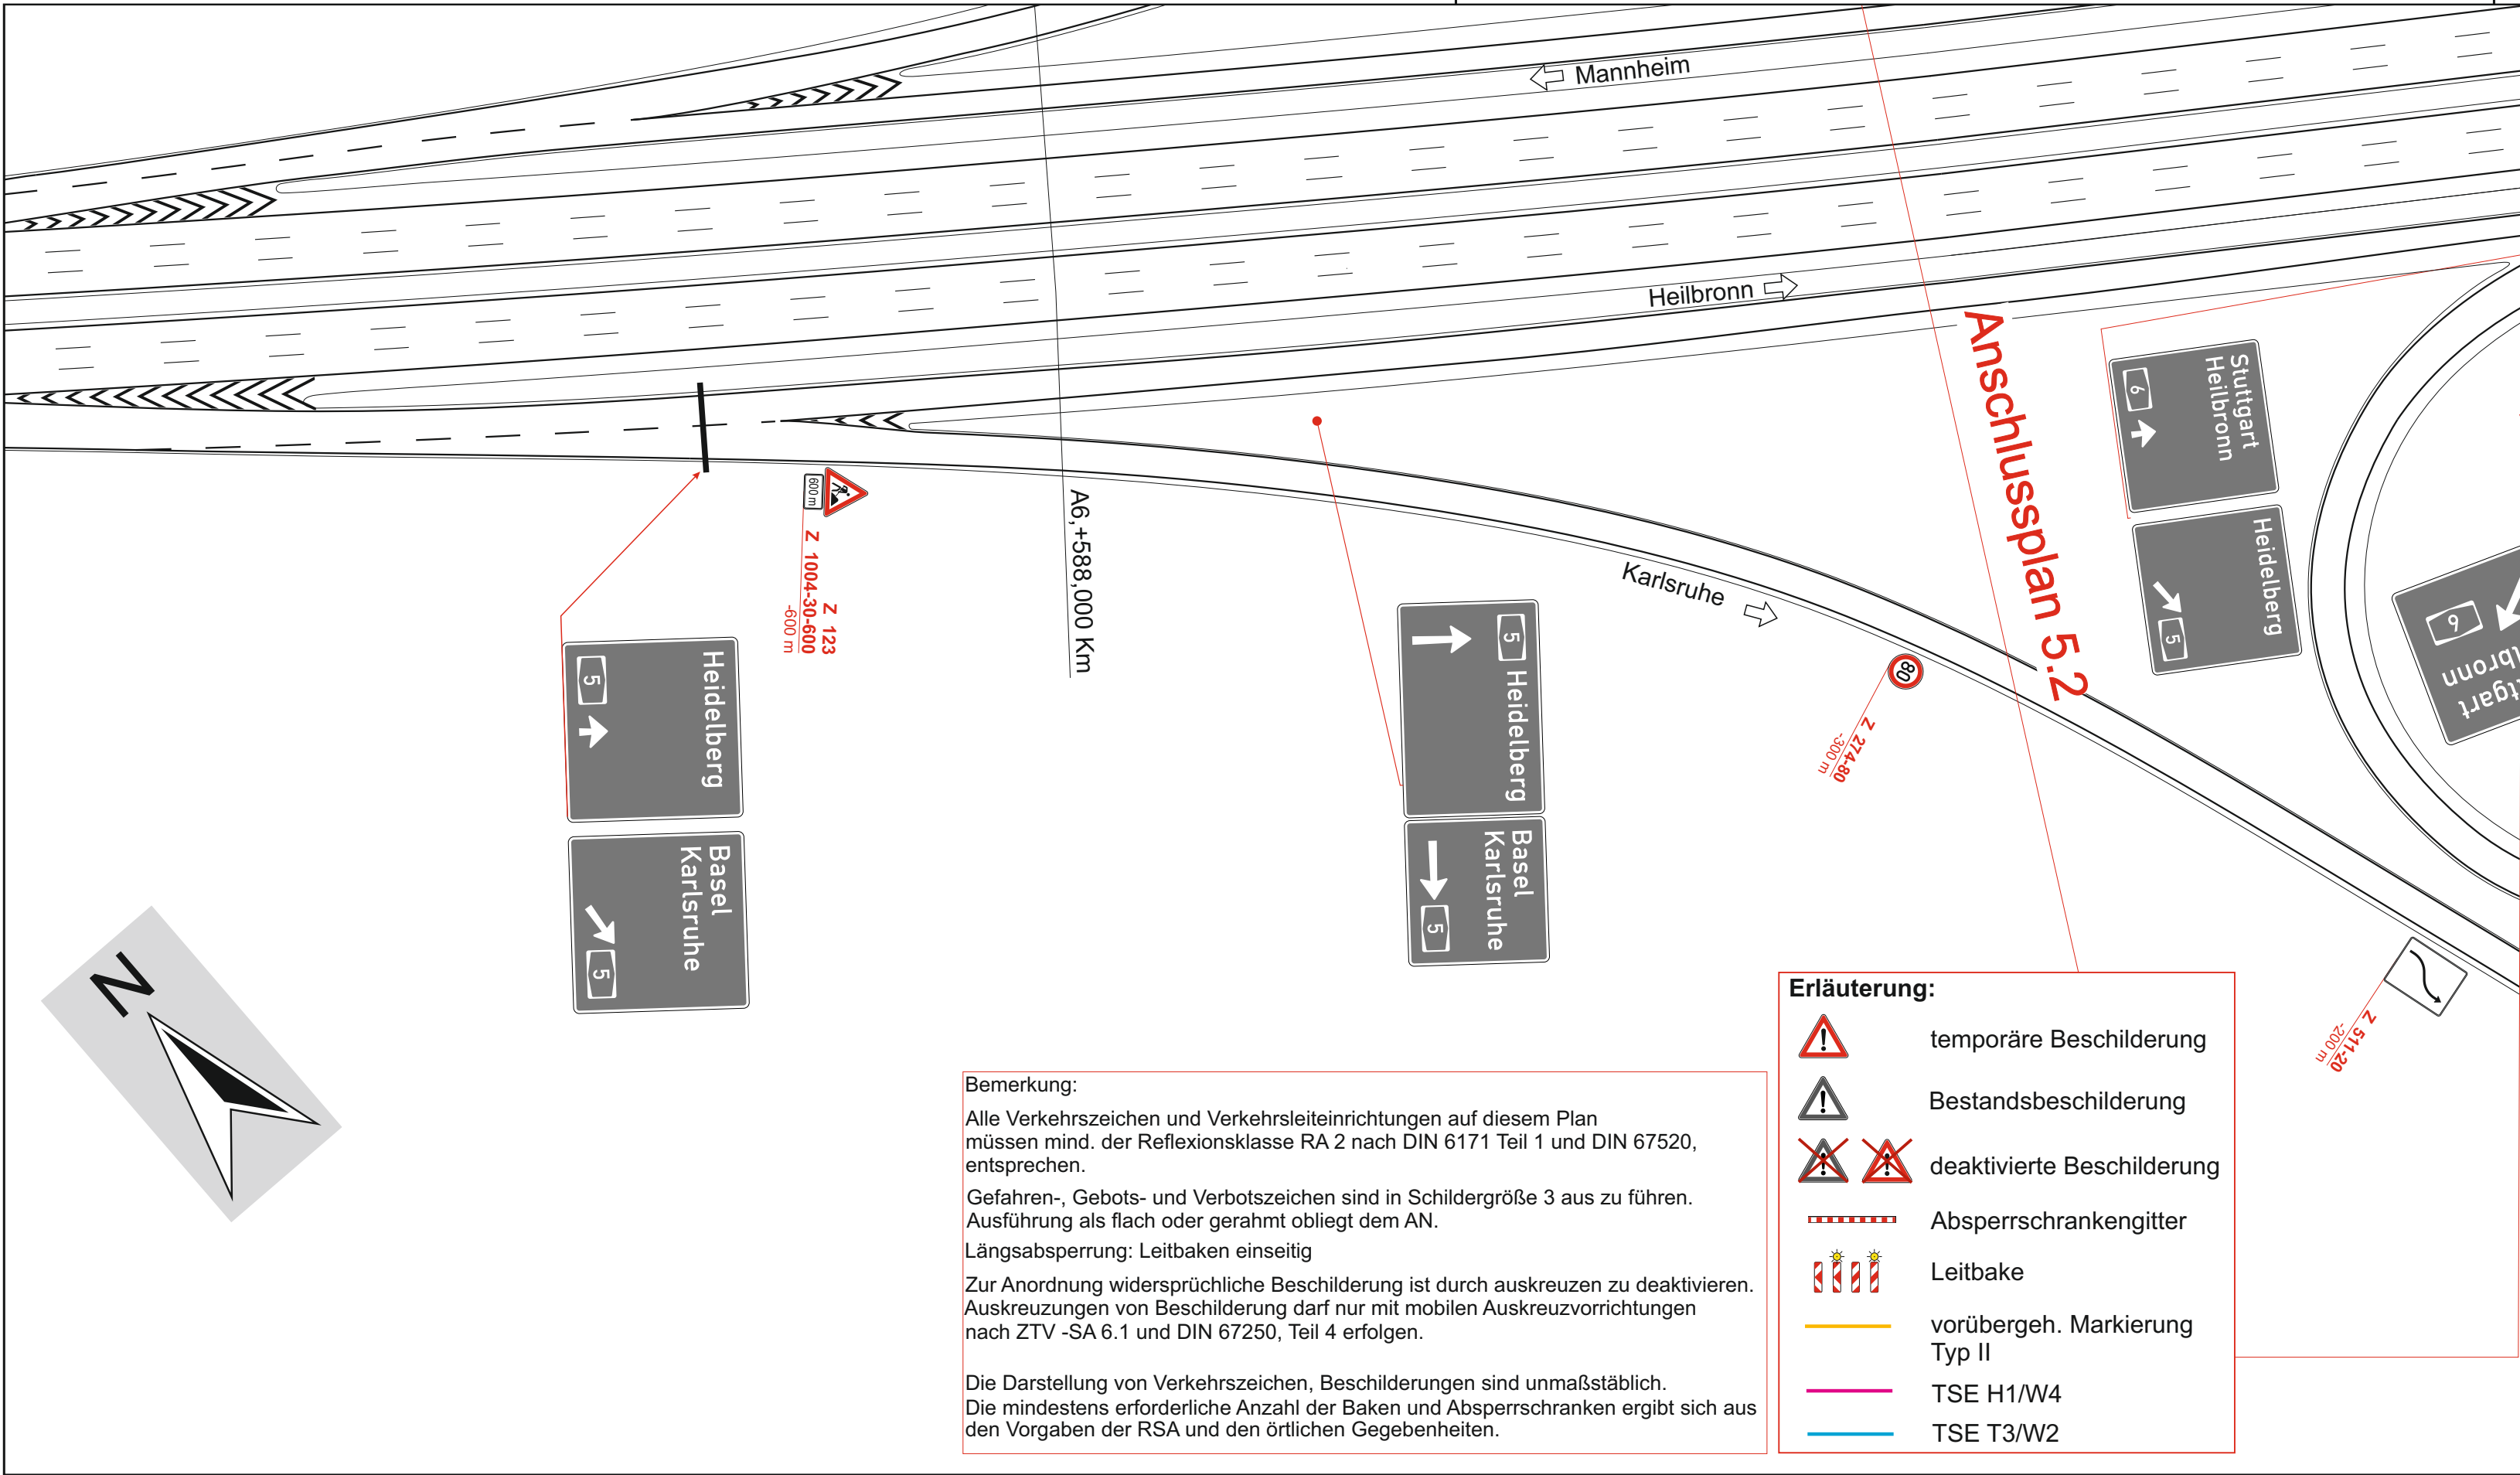 Mannheim
Heilbronn
Anschlussplan 5.2
Stuttgart
Heilbronn
6
Heidelberg
5
6
600 m
Z 123
Z 1004-30-600
-600 m
A6,+588,000 Km
Karlsruhe
80
Z 274-80
-300 m
Heidelberg
5
Basel
Karlsruhe
5
5 Heidelberg
Basel
Karlsruhe
5
Z 511-20
-200 m
N
Bemerkung:
Alle Verkehrszeichen und Verkehrsleiteinrichtungen auf diesem Plan
müssen mind. der Reflexionsklasse RA 2 nach DIN 6171 Teil 1 und DIN 67520,
entsprechen.
Gefahren-, Gebots- und Verbotszeichen sind in Schildergröße 3 aus zu führen.
Ausführung als flach oder gerahmt obliegt dem AN.
Längsabsperrung: Leitbaken einseitig
Zur Anordnung widersprüchliche Beschilderung ist durch auskreuzen zu deaktivieren.
Auskreuzungen von Beschilderung darf nur mit mobilen Auskreuzvorrichtungen
nach ZTV -SA 6.1 und DIN 67250, Teil 4 erfolgen.
Die Darstellung von Verkehrszeichen, Beschilderungen sind unmaßstäblich.
Die mindestens erforderliche Anzahl der Baken und Absperrschranken ergibt sich aus
den Vorgaben der RSA und den örtlichen Gegebenheiten.
Erläuterung:
temporäre Beschilderung
Bestandsbeschilderung
deaktivierte Beschilderung
Absperrschrankengitter
Leitbake
vorübergeh. Markierung
Typ II
TSE H1/W4
TSE T3/W2